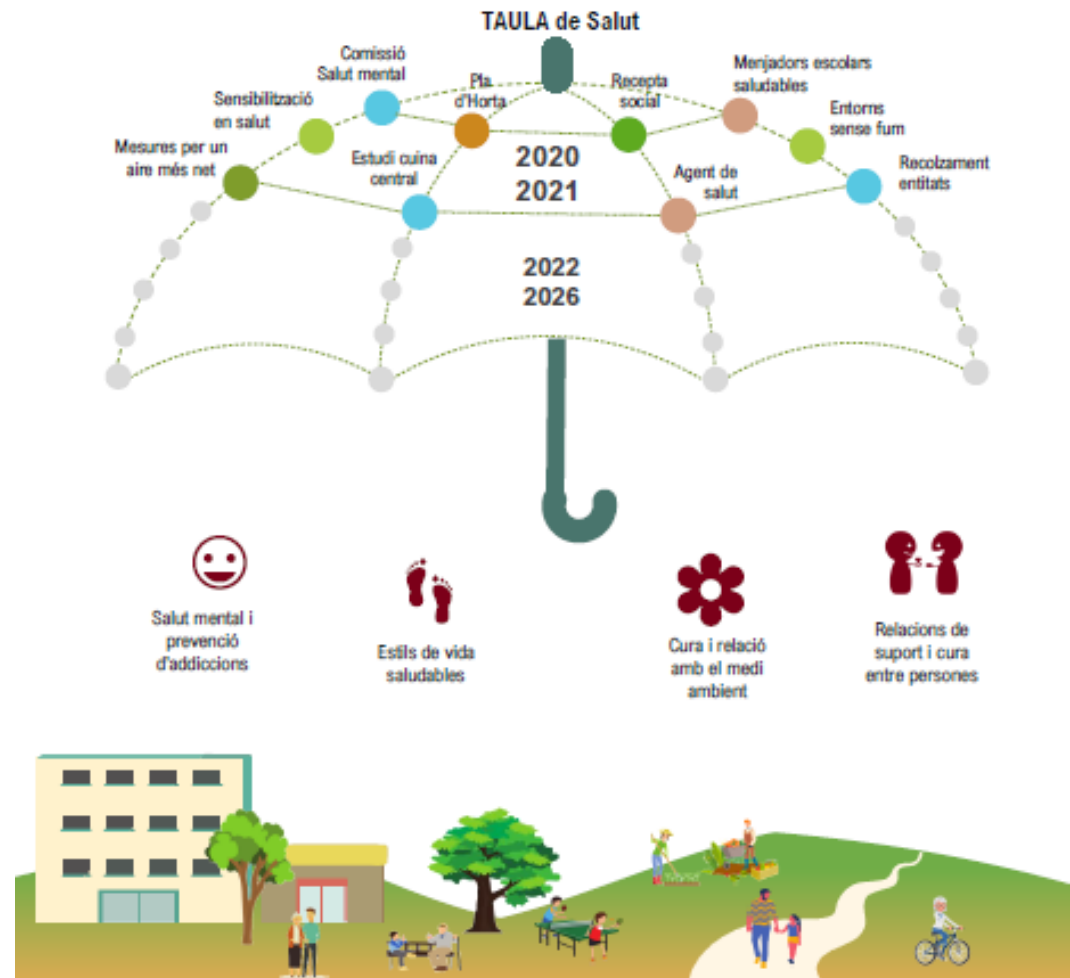 TAULA de Salut
Comissió
Salut mental
Pla
d'Horta
Recepta
social
Menjadors escolars
saludables
Sensibilització
en salut
Entorns
sense fum
Mesures per un
aire més net
Estudi cuina
central
2020
2021
Agent de
salut
Recolzament
entitats
2022
2026
Salut mental i
prevenció
d'addiccions
Estils de vida
saludables
Cura i relació
amb el medi
ambient
Relacions de
suport i cura
entre persones